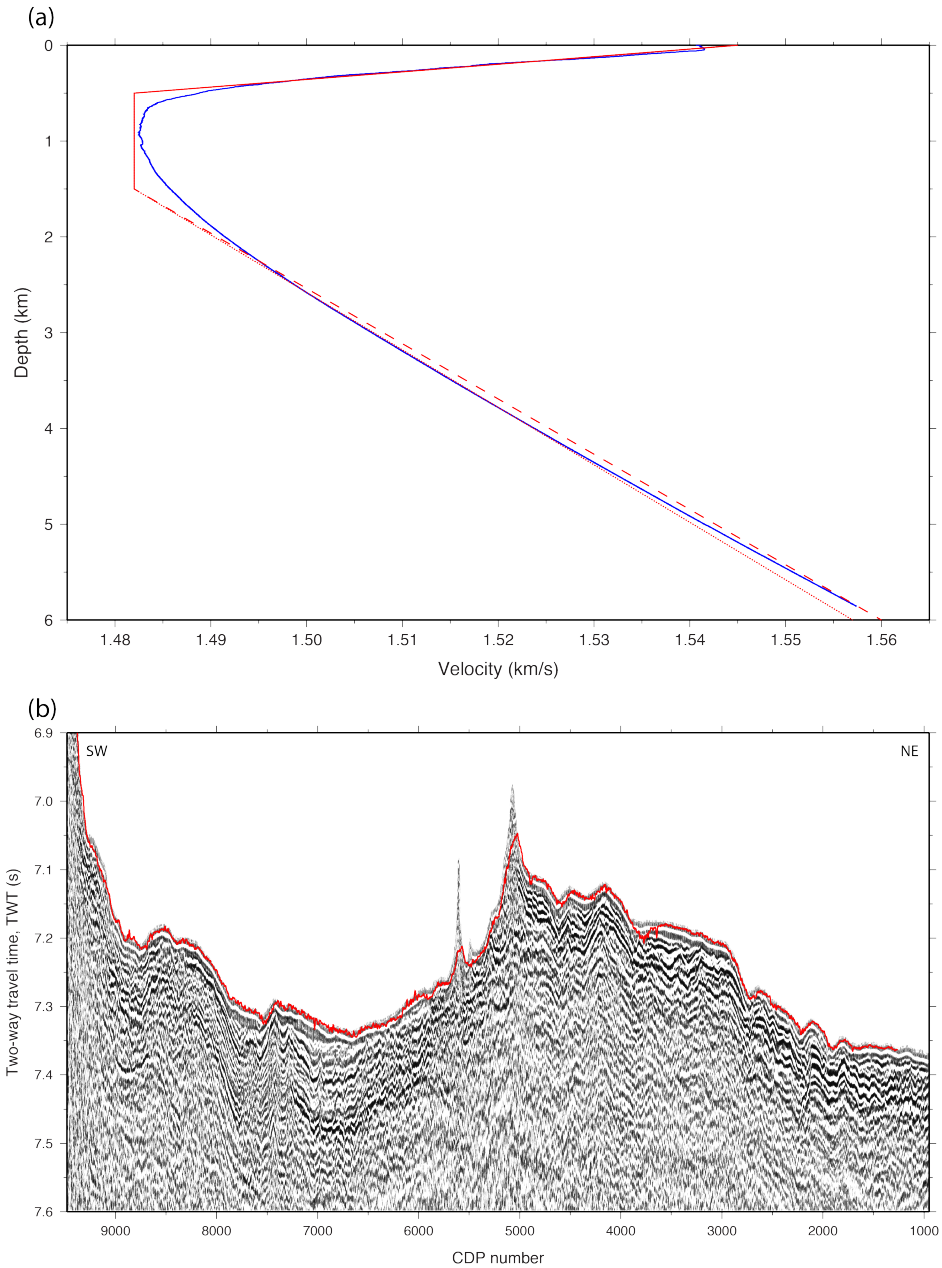 (a)
0
1
2
3
4
5
6
Depth (km)
1.48 1.49 1.50 1.51 1.52 1.53 1.54 1.55 1.56
Velocity (km/s)
(b)
SW NE
6.9
7.0
7.1
7.2
7.3
7.4
7.5
7.6
Two-way travel time, TWT (s)
9000 8000 7000 6000 5000 4000 3000 2000 1000
CDP number